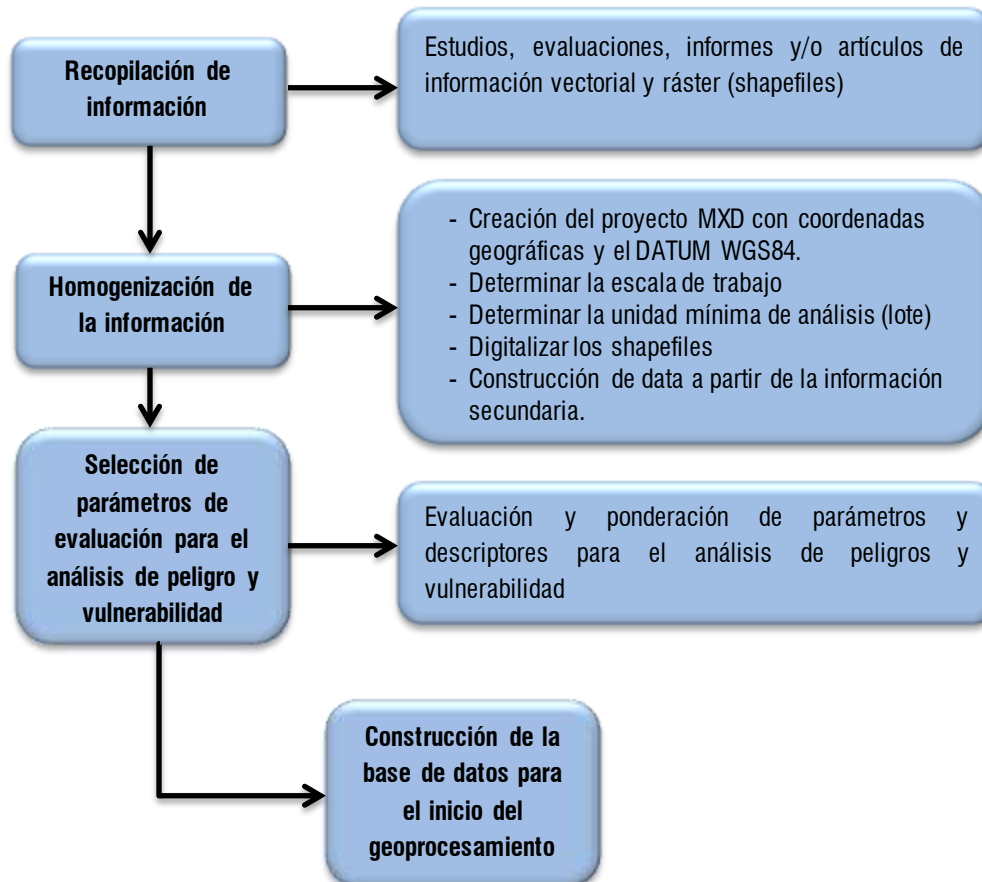 Recopilación de
información
Estudios, evaluaciones, informes y/o artículos de
información vectorial y ráster (shapefiles)
Homogenización de
la información
- Creación del proyecto MXD con coordenadas
geográficas y el DATUM WGS84.
- Determinar la escala de trabajo
- Determinar la unidad mínima de análisis (lote)
- Digitalizar los shapefiles
- Construcción de data a partir de la información
secundaria.
Selección de
parámetros de
evaluación para el
análisis de peligro y
vulnerabilidad
Evaluación y ponderación de parámetros y
descriptores para el análisis de peligros y
vulnerabilidad
Construcción de la
base de datos para
el inicio del
geoprocesamiento